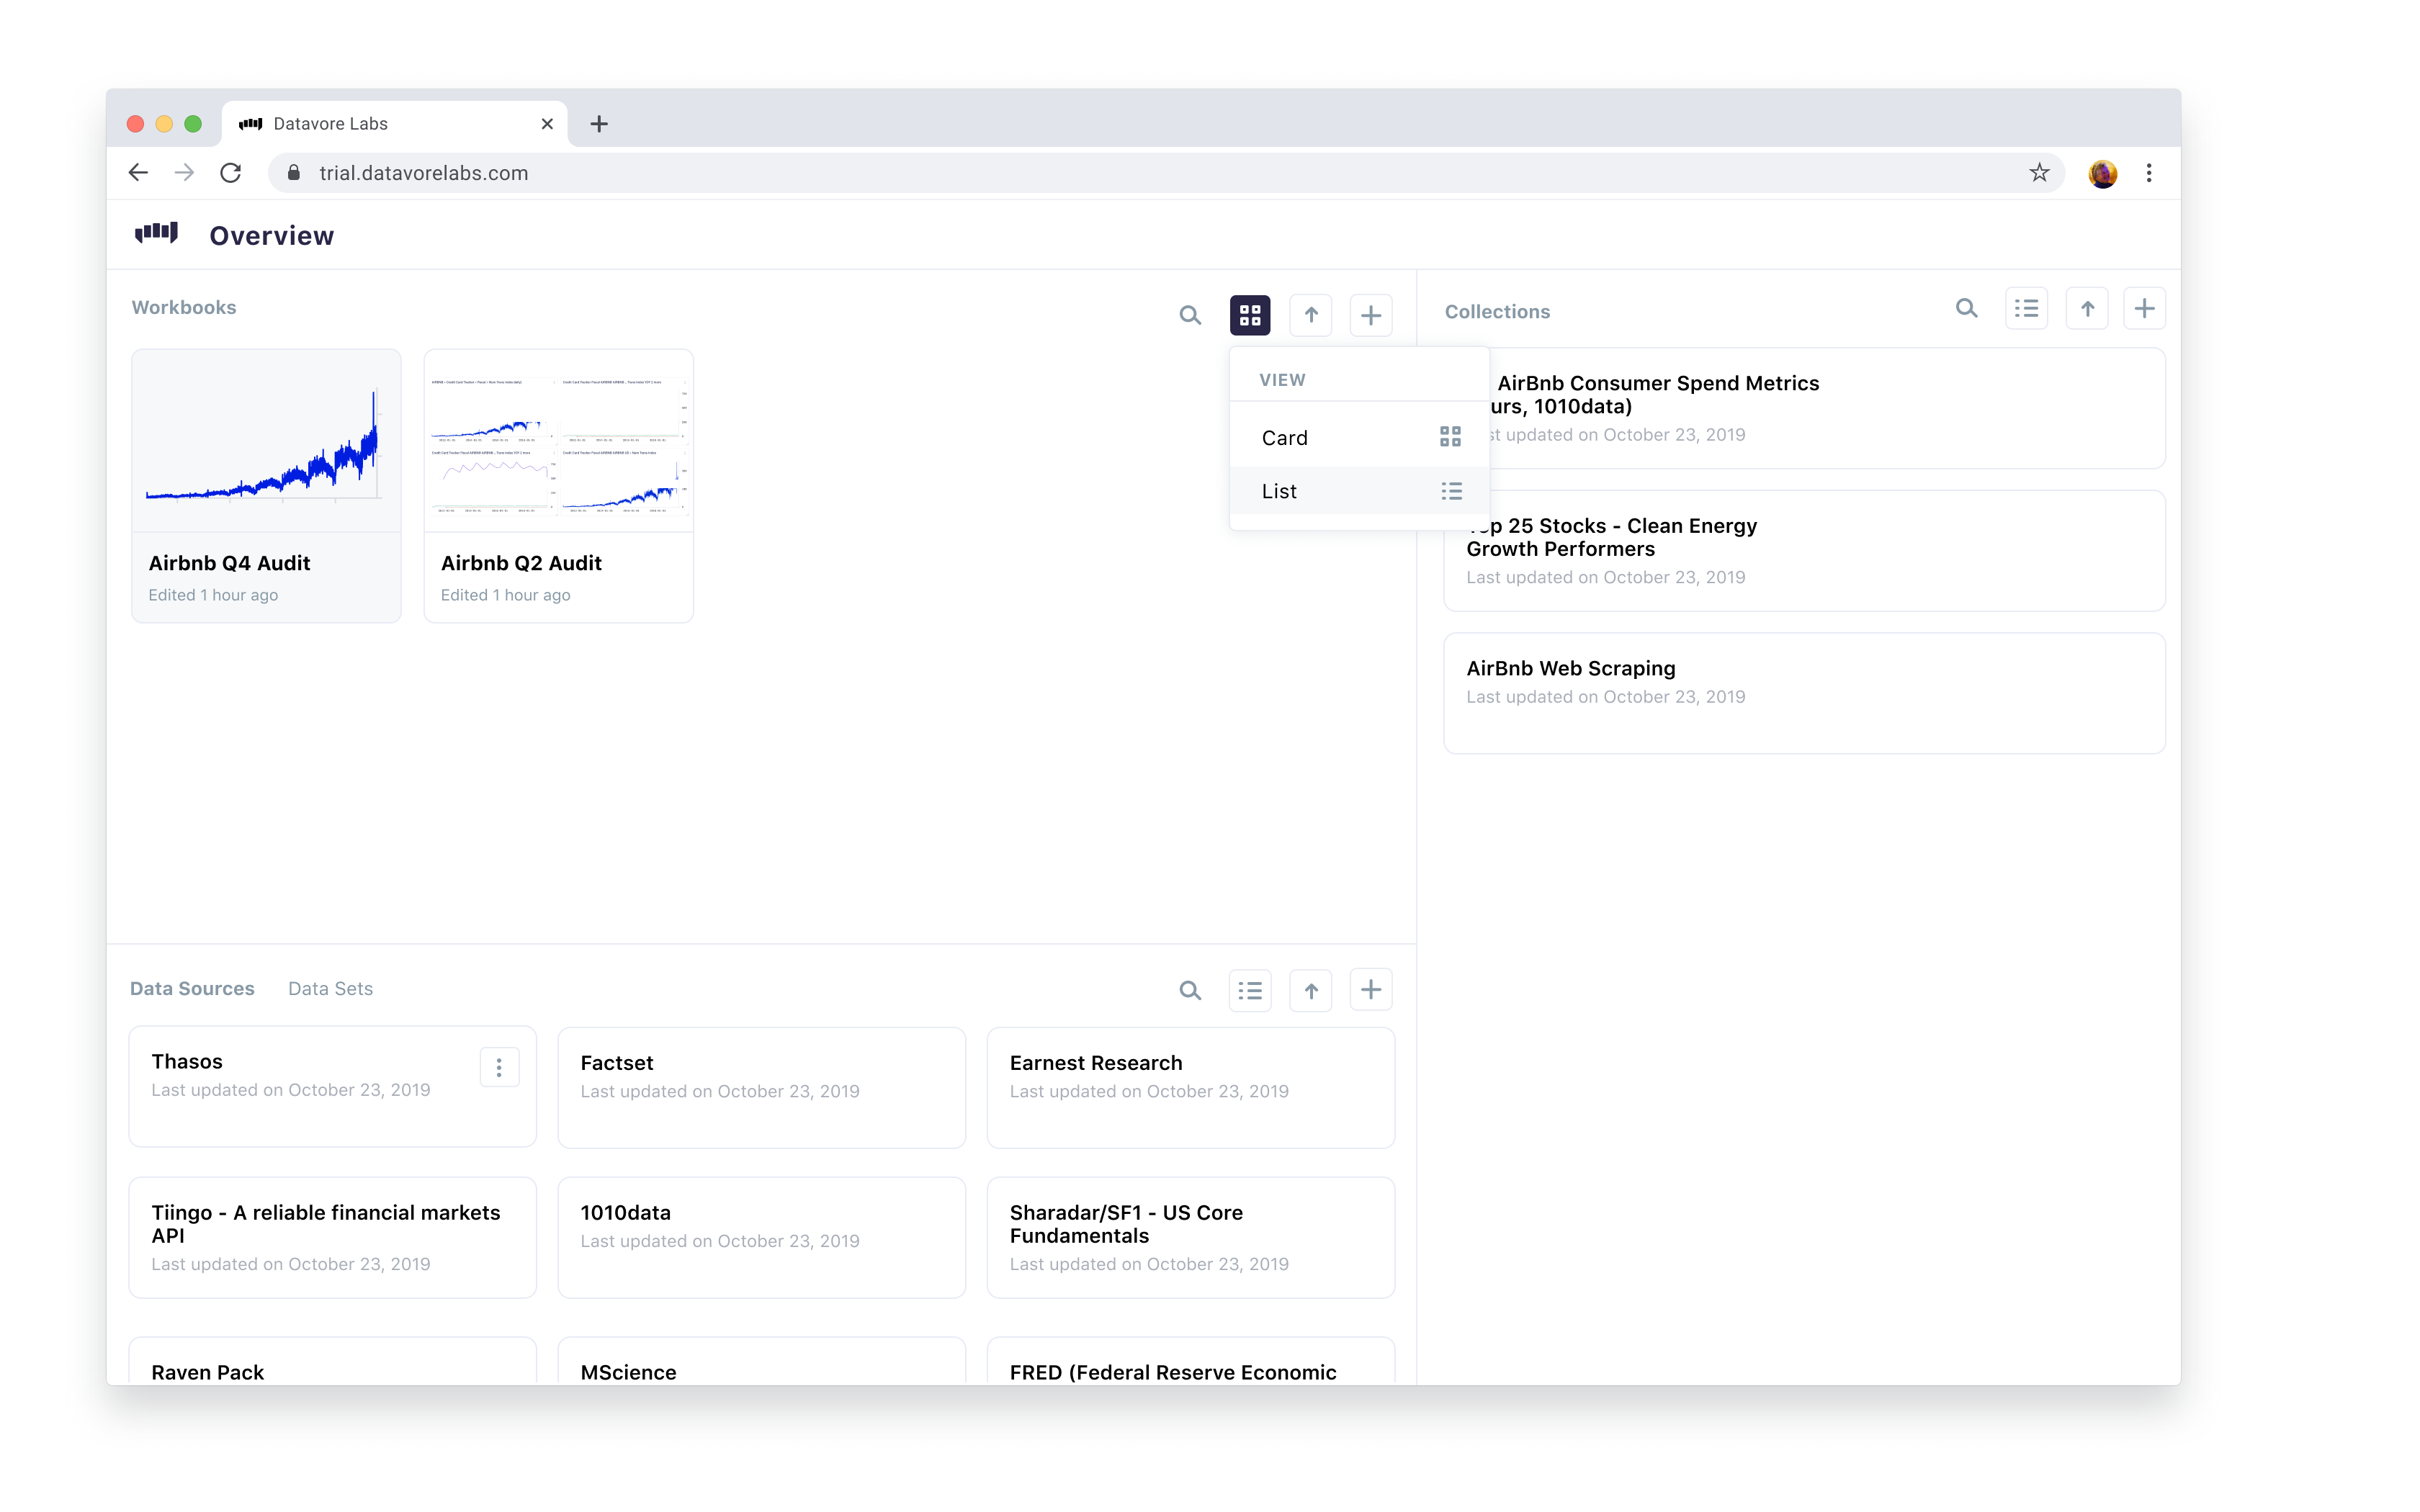 Datavore Labs
trial.datavorelabs.com
Overview
Workbooks
Airbnb Q4 Audit
Edited 1 hour ago
Airbnb Q2 Audit
Edited 1 hour ago
VIEW
Card
List
Collections
AirBnb Consumer Spend Metrics
urs, 1010data)
st updated on October 23, 2019
p 25 Stocks - Clean Energy
Growth Performers
Last updated on October 23, 2019
AirBnb Web Scraping
Last updated on October 23, 2019
Data Sources
Data Sets
Thasos
Last updated on October 23, 2019
Factset
Last updated on October 23, 2019
Earnest Research
Last updated on October 23, 2019
Tiingo - A reliable financial markets
API
Last updated on October 23, 2019
1010data
Last updated on October 23, 2019
Sharadar/SF1 - US Core
Fundamentals
Last updated on October 23, 2019
Raven Pack
MScience
FRED (Federal Reserve Economic